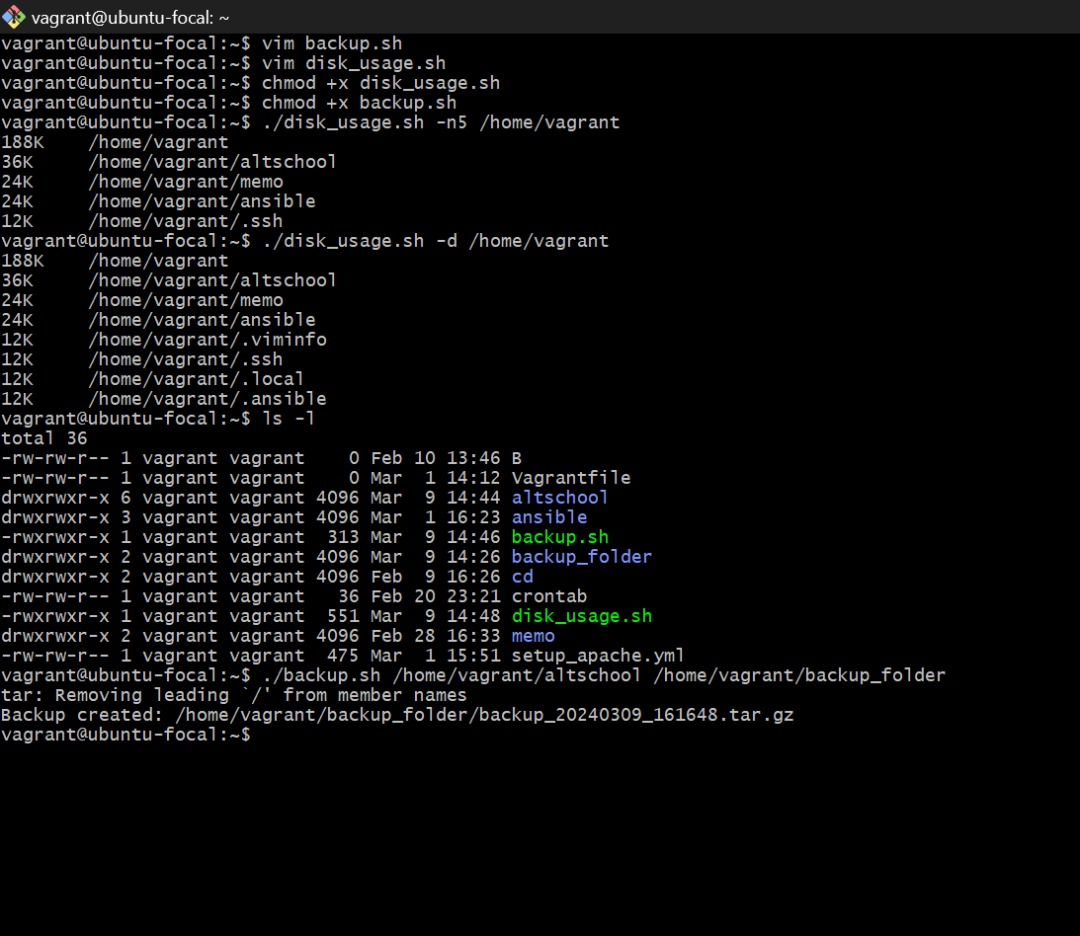 vagrant@ubuntu-focal: ~
vagrant@ubuntu-focal:~$ vim backup.sh
vagrant@ubuntu-focal:~$ vim disk_usage.sh
vagrant@ubuntu-focal:~$ chmod +x disk_usage.sh
vagrant@ubuntu-focal:~$ chmod +x backup.sh
vagrant@ubuntu-focal:~$ ./disk_usage.sh -n5 /home/vagrant
188K    /home/vagrant
36K     /home/vagrant/altschool
24K     /home/vagrant/memo
24K     /home/vagrant/ansible
12K     /home/vagrant/.ssh
vagrant@ubuntu-focal:~$ ./disk_usage.sh -d /home/vagrant
188K    /home/vagrant
36K     /home/vagrant/altschool
24K     /home/vagrant/memo
24K     /home/vagrant/ansible
12K     /home/vagrant/.viminfo
12K     /home/vagrant/.ssh
12K     /home/vagrant/.local
12K     /home/vagrant/.ansible
vagrant@ubuntu-focal:~$ ls -l
total 36
-rw-rw-r-- 1 vagrant vagrant    0 Feb 10 13:46 B
-rw-rw-r-- 1 vagrant vagrant    0 Mar  1 14:12 Vagrantfile
drwxrwxr-x 6 vagrant vagrant 4096 Mar  9 14:44 altschool
drwxrwxr-x 3 vagrant vagrant 4096 Mar  1 16:23 ansible
-rwxrwxr-x 1 vagrant vagrant  313 Mar  9 14:46 backup.sh
drwxrwxr-x 2 vagrant vagrant 4096 Mar  9 14:26 backup_folder
drwxrwxr-x 2 vagrant vagrant 4096 Feb  9 16:26 cd
-rw-rw-r-- 1 vagrant vagrant   36 Feb 20 23:21 crontab
-rwxrwxr-x 1 vagrant vagrant  551 Mar  9 14:48 disk_usage.sh
drwxrwxr-x 2 vagrant vagrant 4096 Feb 28 16:33 memo
-rw-rw-r-- 1 vagrant vagrant  475 Mar  1 15:51 setup_apache.yml
vagrant@ubuntu-focal:~$ ./backup.sh /home/vagrant/altschool /home/vagrant/backup_folder
tar: Removing leading `/' from member names
Backup created: /home/vagrant/backup_folder/backup_20240309_161648.tar.gz
vagrant@ubuntu-focal:~$